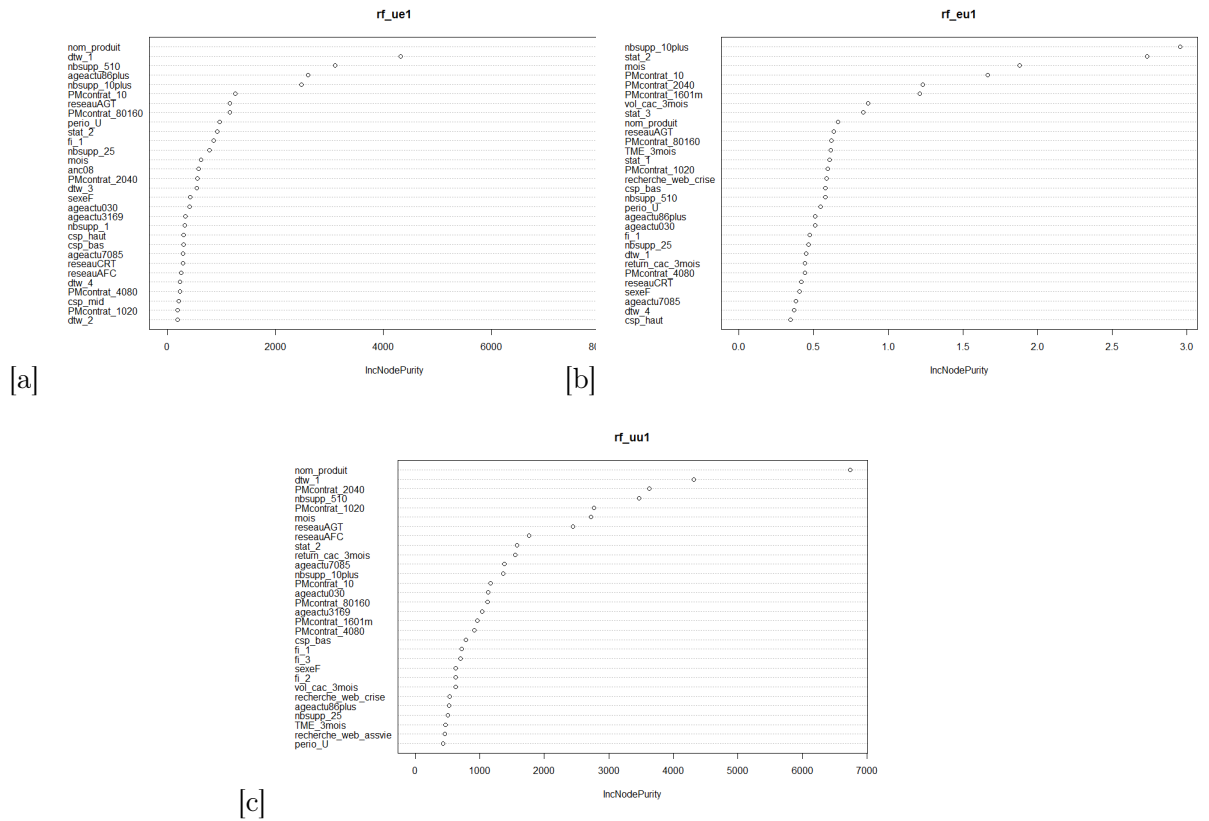 rf_ue1
nom_produit
dtw_1
nbsupp_510
ageactu86plus
nbsupp_10plus
PMcontrat_10
reseauAGT
PMcontrat_80160
perio_U
stat_2
fi_1
nbsupp_25
mois
anc08
PMcontrat_2040
dtw_3
sexeF
ageactu030
ageactu3169
nbsupp_1
csp_haut
csp_bas
ageactu7085
reseauCRT
reseauAFC
dtw_4
PMcontrat_4080
csp_mid
PMcontrat_1020
dtw_2
0 2000 4000 6000 80
IncNodePurity
[a]
rf_eu1
nbsupp_10plus
stat_2
mois
PMcontrat_10
PMcontrat_2040
PMcontrat_1601m
vol_cac_3mois
stat_3
nom_produit
reseauAGT
PMcontrat_80160
TME_3mois
stat_1
PMcontrat_1020
recherche_web_crise
csp_bas
nbsupp_510
perio_U
ageactu86plus
ageactu030
fi_1
nbsupp_25
dtw_1
return_cac_3mois
PMcontrat_4080
reseauCRT
sexeF
ageactu7085
dtw_4
csp_haut
0.0 0.5 1.0 1.5 2.0 2.5 3.0
IncNodePurity
[b]
rf_uu1
nom_produit
dtw_1
PMcontrat_2040
nbsupp_510
PMcontrat_1020
mois
reseauAGT
reseauAFC
stat_2
return_cac_3mois
ageactu7085
nbsupp_10plus
PMcontrat_10
ageactu030
PMcontrat_80160
ageactu3169
PMcontrat_1601m
PMcontrat_4080
csp_bas
fi_1
fi_3
sexeF
fi_2
vol_cac_3mois
recherche_web_crise
ageactu86plus
nbsupp_25
TME_3mois
recherche_web_assvie
perio_U
0 1000 2000 3000 4000 5000 6000 7000
IncNodePurity
[c]